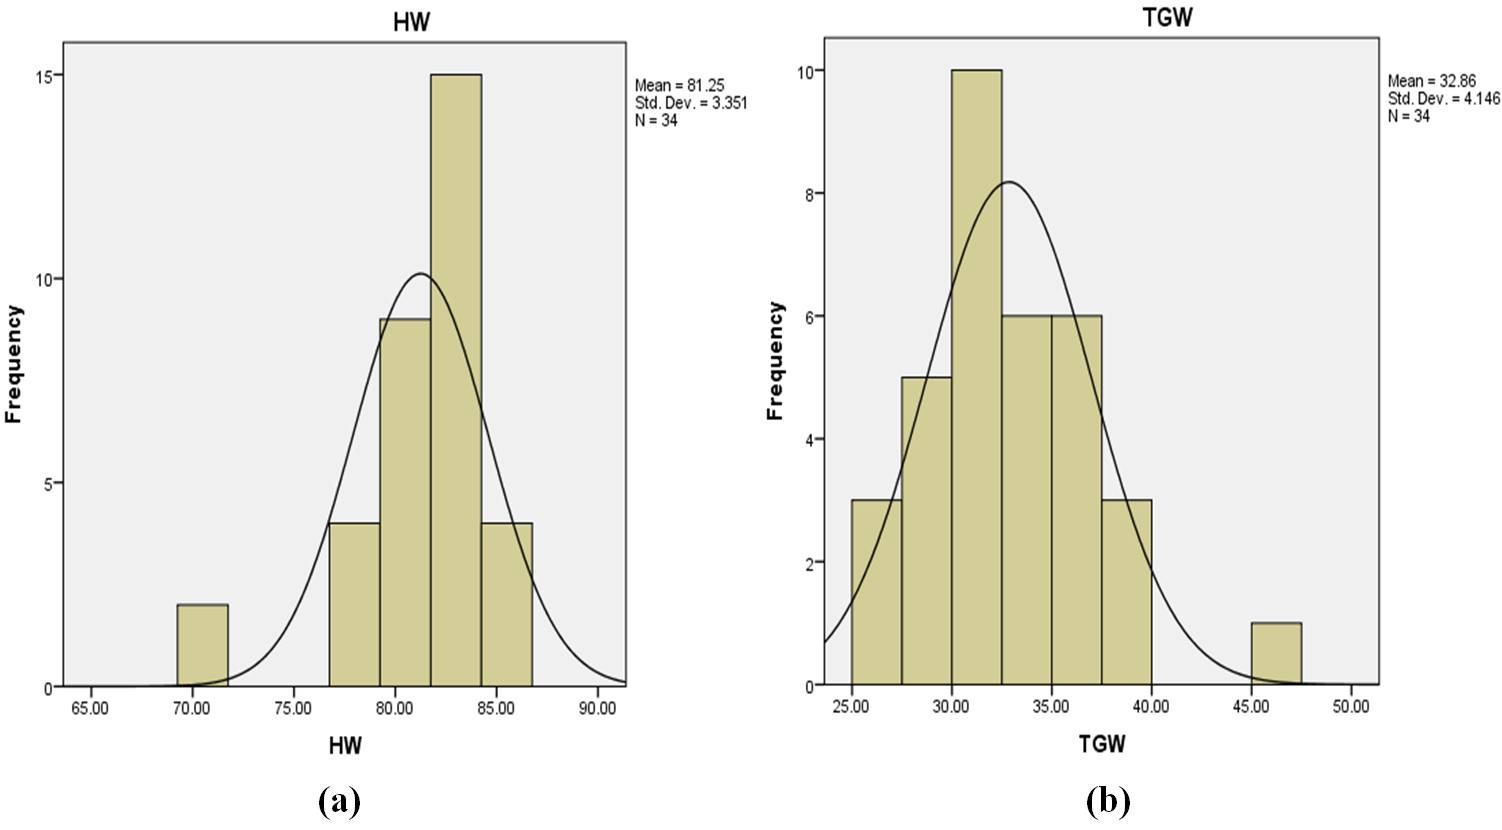 HW
Mean = 81.25
Std. Dev. = 3.351
N = 34
Frequency
15
10
5
0
65.00 70.00 75.00 80.00 85.00 90.00
HW
(a)
TGW
Mean = 32.86
Std. Dev. = 4.146
N = 34
Frequency
10
8
6
4
2
0
25.00 30.00 35.00 40.00 45.00 50.00
TGW
(b)